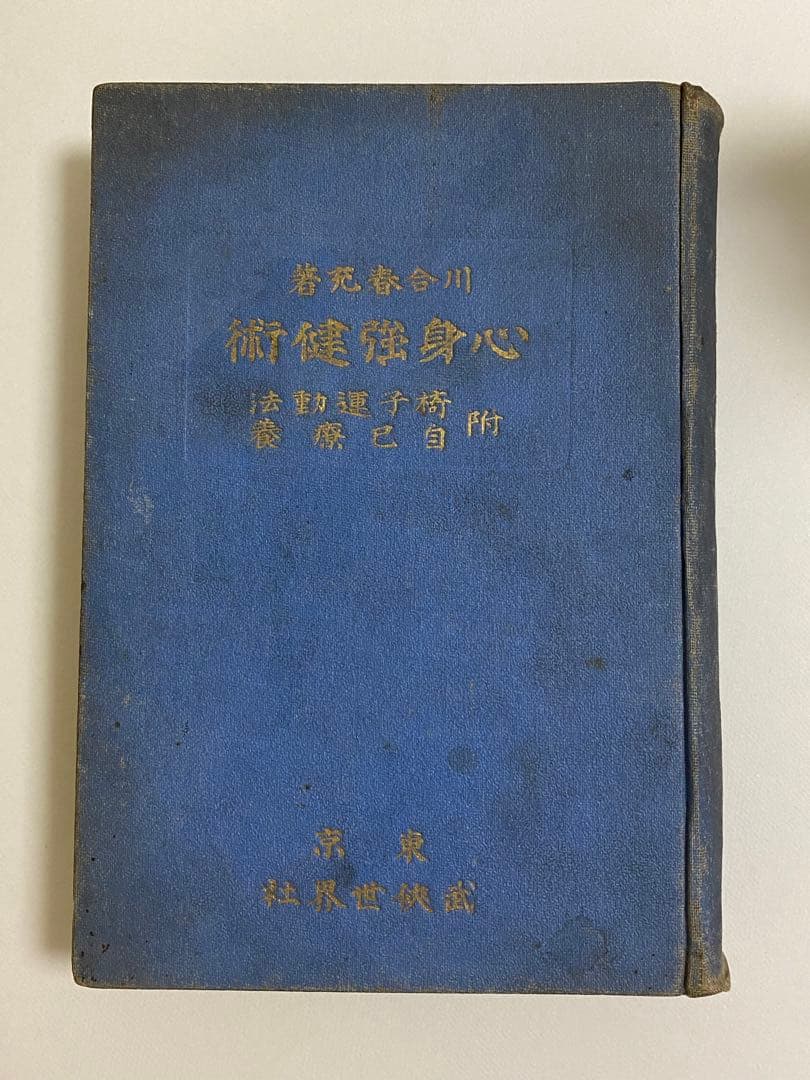 川合春充著
心身强健術
附
椅子運動法
自己療養
東京
武俠世界社